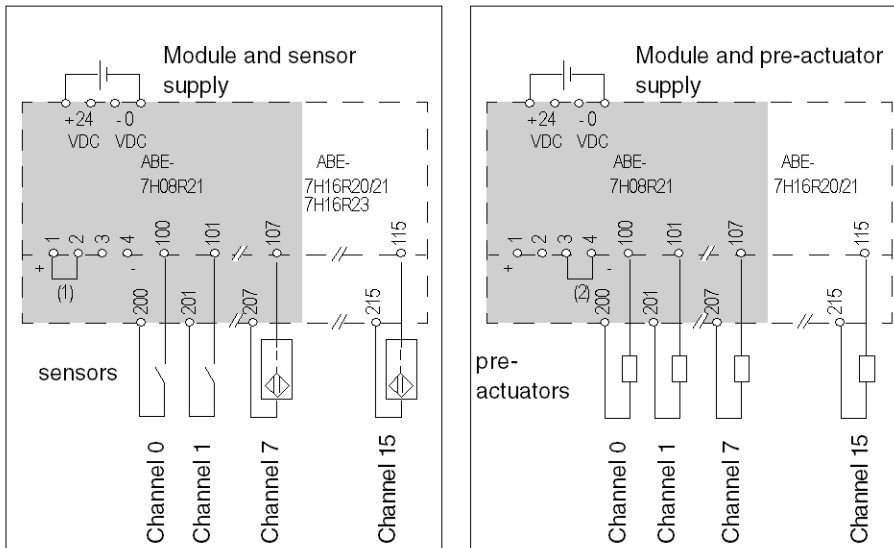 Module and sensor
supply
+24
VDC
-0
VDC
ABE-
7H08R21
ABE-
7H16R20/21
7H16R23
1
2
3
4
100
101
107
115
+
(1)
-
200
201
207
215
sensors
Channel 0
Channel 1
Channel 7
Channel 15
Module and pre-actuator
supply
+24
VDC
-0
VDC
ABE-
7H08R21
ABE-
7H16R20/21
1
2
3
4
100
101
107
115
+
(2)
-
200
201
207
215
pre-
actuators
Channel 0
Channel 1
Channel 7
Channel 15